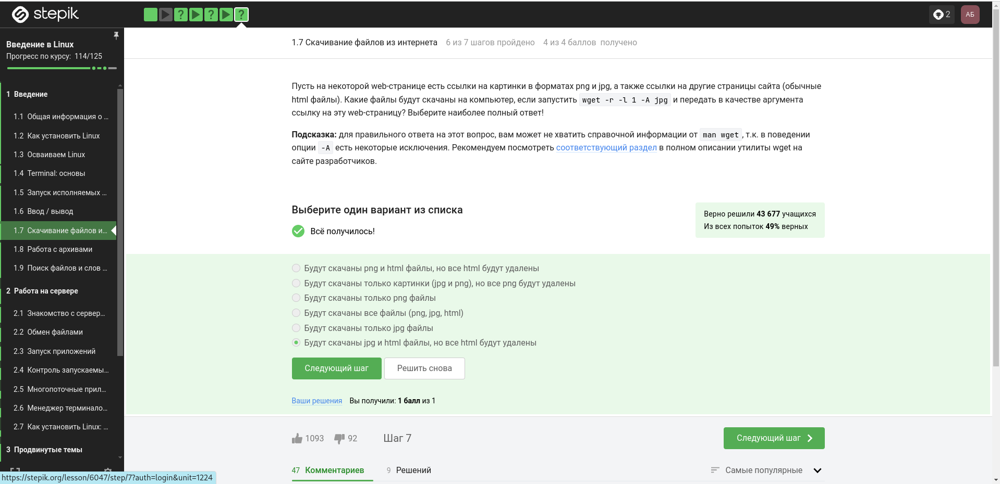 stepik
?
?
?
2
АБ
Введение в Linux
Прогресс по курсу: 114/125
1 Введение
1.1 Общая информация о ...
1.2 Как установить Linux
1.3 Осваиваем Linux
1.4 Terminal: основы
1.5 Запуск исполняемых ...
1.6 Ввод / вывод
1.7 Скачивание файлов и...
1.8 Работа с архивами
1.9 Поиск файлов и слов ...
2 Работа на сервере
2.1 Знакомство с сервер...
2.2 Обмен файлами
2.3 Запуск приложений
2.4 Контроль запускаемы...
2.5 Многопоточные прил...
2.6 Менеджер терминало...
2.7 Как установить Linux: ...
3 Продвинутые темы
https://stepik.org/lesson/6047/step/7?auth=login&unit=1224
1.7 Скачивание файлов из интернета 6 из 7 шагов пройдено 4 из 4 баллов получено
Пусть на некоторой web-странице есть ссылки на картинки в форматах png и jpg, а также ссылки на другие страницы сайта (обычные
html файлы). Какие файлы будут скачаны на компьютер, если запустить wget -r -l 1 -A jpg и передать в качестве аргумента
ссылку на эту web-страницу? Выберите наиболее полный ответ!
Подсказка: для правильного ответа на этот вопрос, вам может не хватить справочной информации от man wget, т.к. в поведении
опции -A есть некоторые исключения. Рекомендуем посмотреть соответствующий раздел в полном описании утилиты wget на
сайте разработчиков.
Выберите один вариант из списка
Всё получилось!
Верно решили 43 677 учащихся
Из всех попыток 49% верных
Будут скачаны png и html файлы, но все html будут удалены
Будут скачаны только картинки (jpg и png), но все png будут удалены
Будут скачаны только png файлы
Будут скачаны все файлы (png, jpg, html)
Будут скачаны только jpg файлы
Будут скачаны jpg и html файлы, но все html будут удалены
Следующий шаг
Решить снова
Ваши решения Вы получили: 1 балл из 1
1093 92 Шаг 7
Следующий шаг
47 Комментариев 9 Решений
Самые популярные